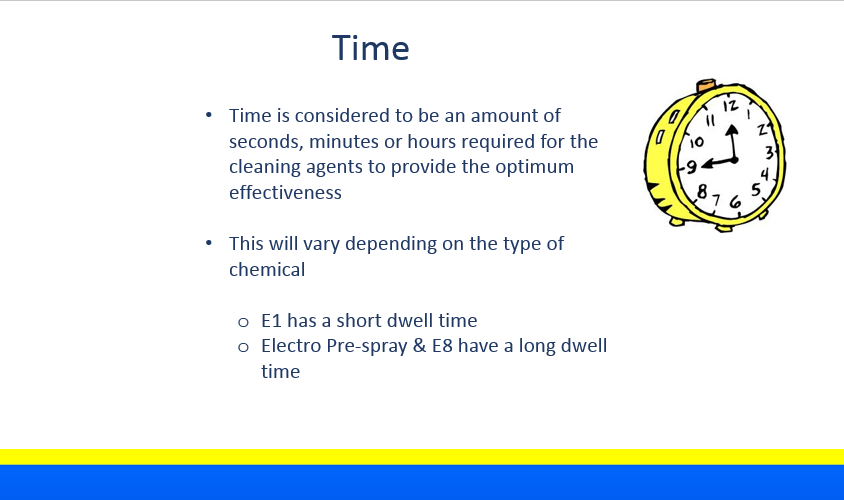 Time
• Time is considered to be an amount of
seconds, minutes or hours required for the
cleaning agents to provide the optimum
effectiveness
• This will vary depending on the type of
chemical
o E1 has a short dwell time
o Electro Pre-spray & E8 have a long dwell
time
12
1
2
3
4
5
6
7
8
9
10
11